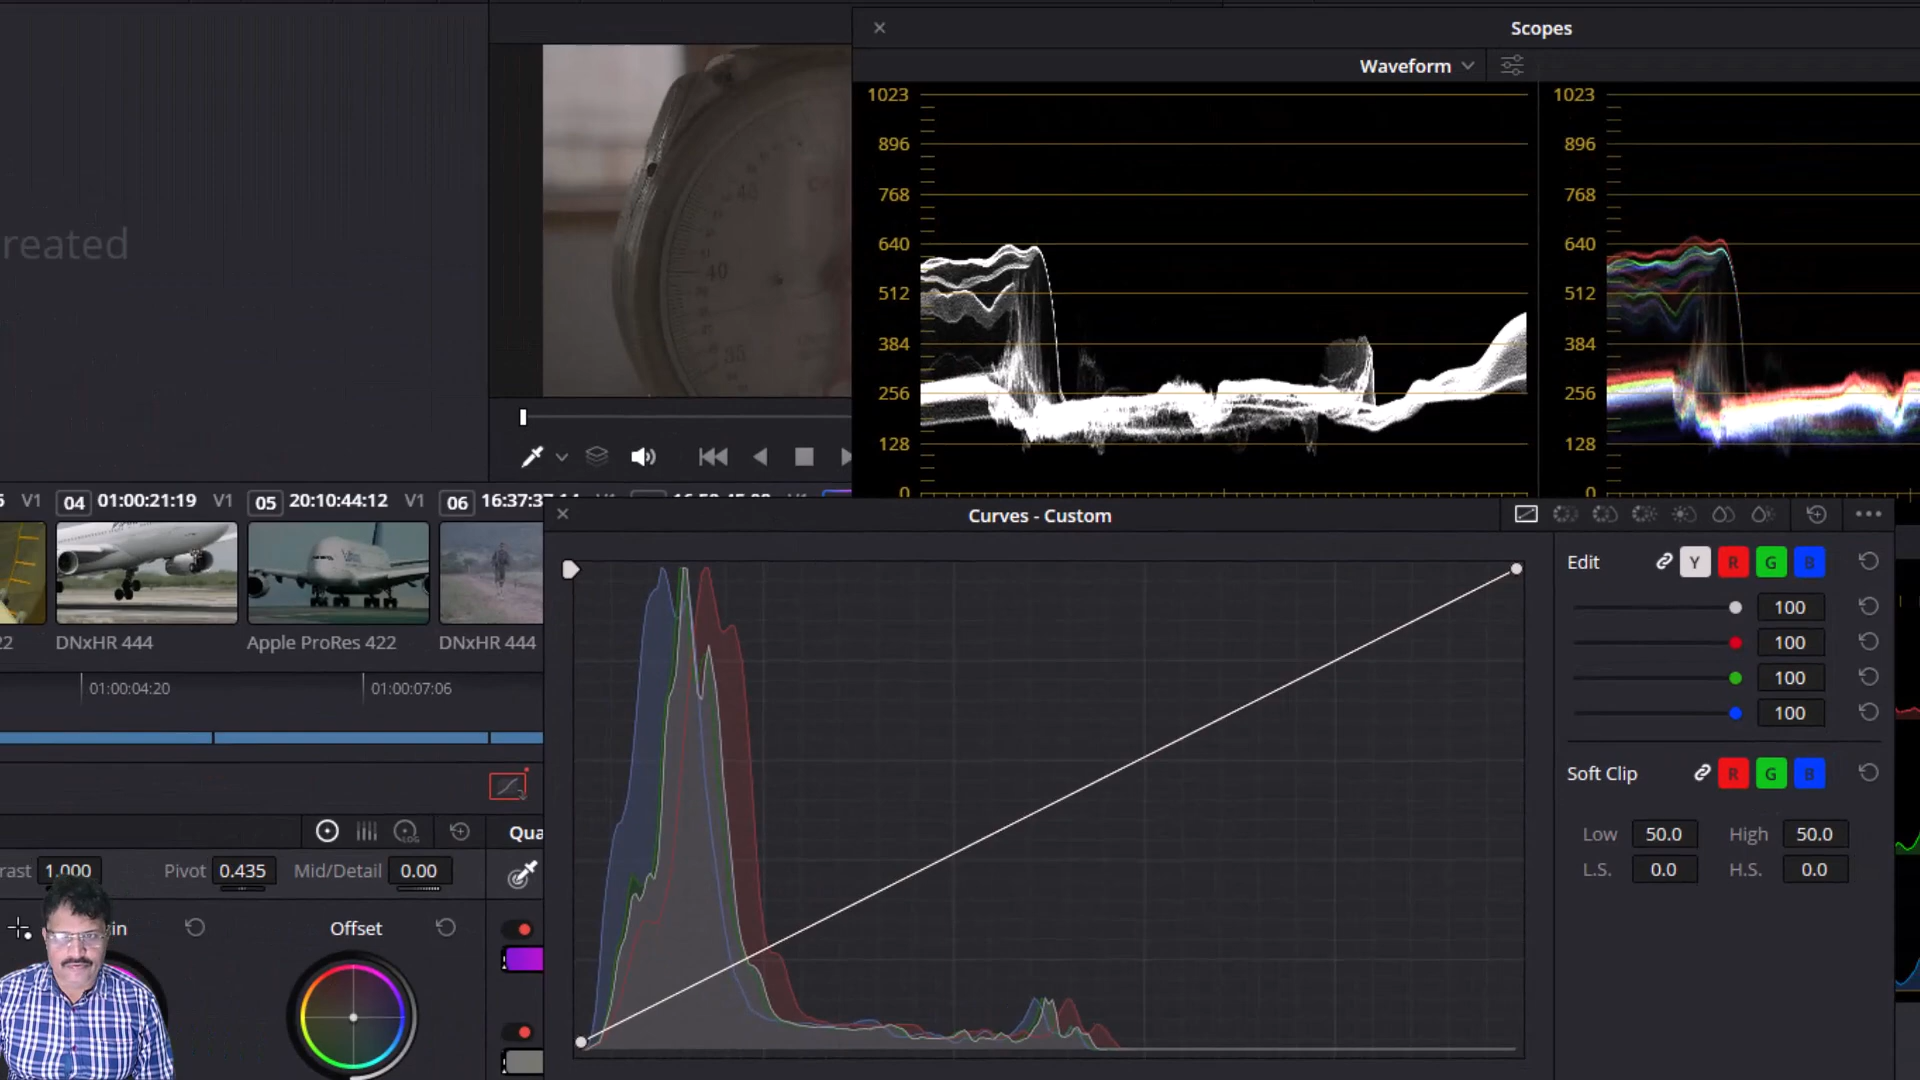 Scopes
Waveform
1023
896
768
640
512
384
256
128
0
1023
896
768
640
512
384
256
128
0
reated
V1 04 01:00:21:19 V1 05 20:10:44:12 V1 06
22 DNxHR 444 Apple ProRes 422 DNxHR 444
01:00:04:20 01:00:07:06
Curves - Custom
Edit Y R G B
100
100
100
100
Soft Clip R G B
Low 50.0 High 50.0
L.S. 0.0 H.S. 0.0
LOG
Qua
rast 1.000 Pivot 0.435 Mid/Detail 0.00
in Offset